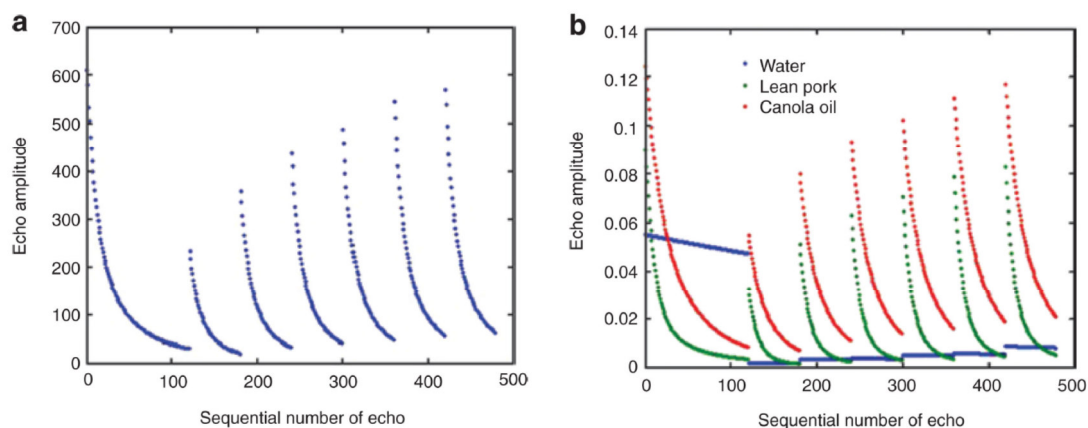 a
700
600
500
400
300
200
100
0
Echo amplitude
0 100 200 300 400 500
Sequential number of echo
b
0.14
0.12
0.1
0.08
0.06
0.04
0.02
0
Echo amplitude
Water
Lean pork
Canola oil
0 100 200 300 400 500
Sequential number of echo